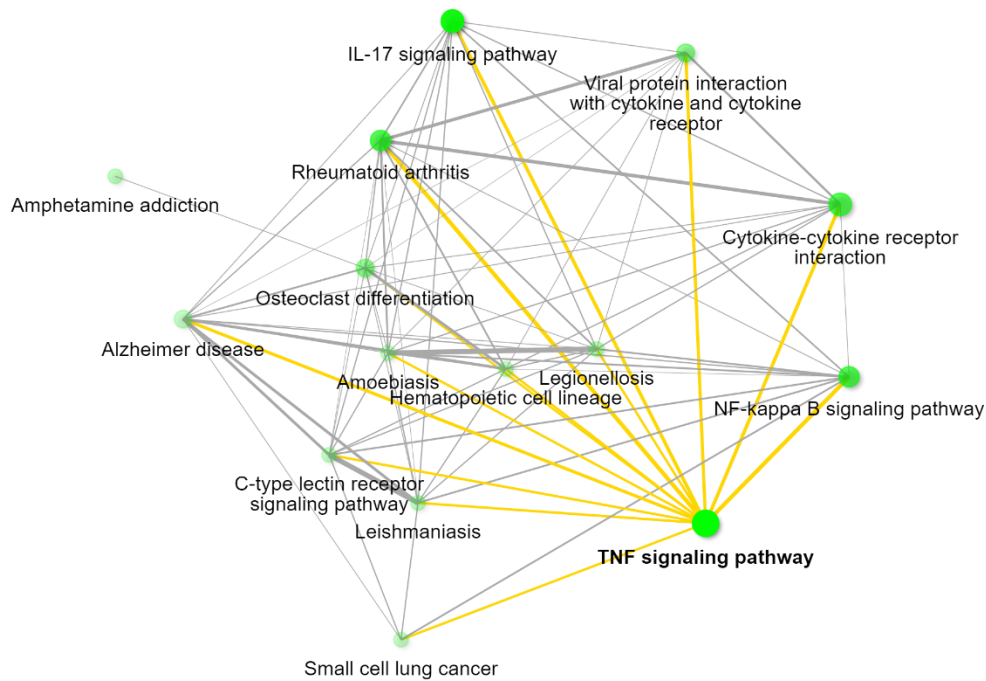 IL-17 signaling pathway
Viral protein interaction
with cytokine and cytokine
receptor
Rheumatoid arthritis
Amphetamine addiction
Cytokine-cytokine receptor
interaction
Osteoclast differentiation
Alzheimer disease
Amoebiasis
Legionellosis
Hematopoietic cell lineage
NF-kappa B signaling pathway
C-type lectin receptor
signaling pathway
Leishmaniasis
TNF signaling pathway
Small cell lung cancer